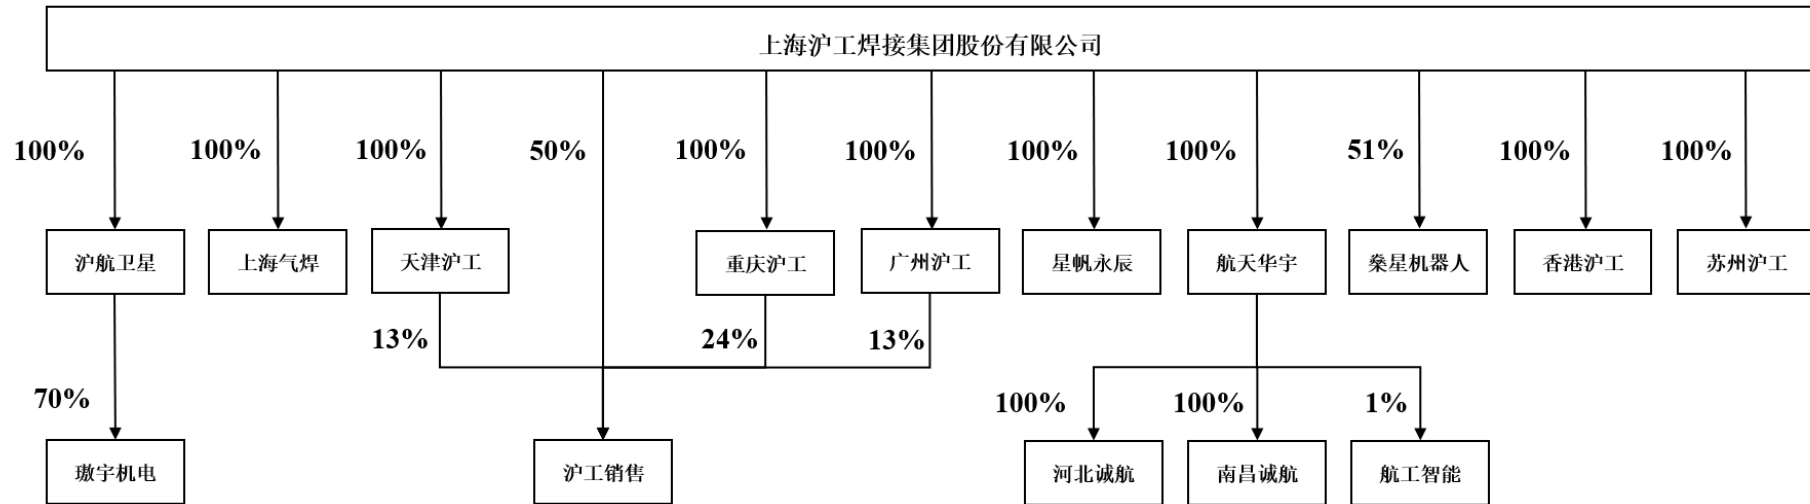 上海沪工焊接集团股份有限公司
100%
100%
100%
50%
100%
100%
100%
100%
51%
100%
100%
沪航卫星
上海气焊
天津沪工
重庆沪工
广州沪工
星帆永辰
航天华宇
燊星机器人
香港沪工
苏州沪工
13%
24%
13%
70%
100%
100%
1%
璈宇机电
沪工销售
河北诚航
南昌诚航
航工智能